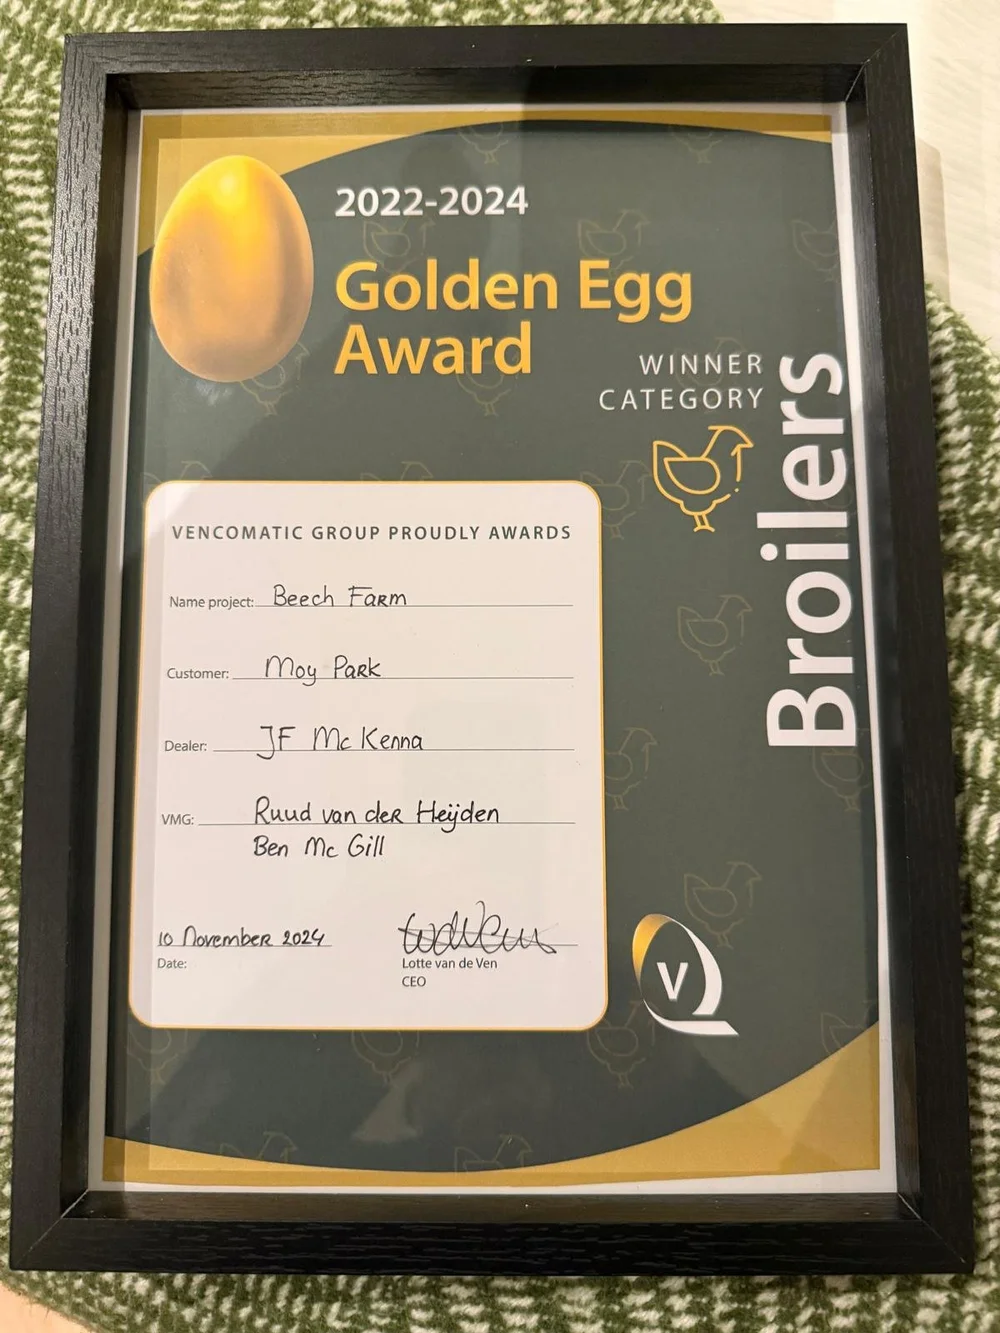 2022-2024
Golden Egg
Award
WINNER
CATEGORY
Broilers
VENCOMATIC GROUP PROUDLY AWARDS
Name project: Beech Farm
Customer: Moy Park
Dealer: JF McKenna
VMG: Ruud van der Heijden
Ben Mc Gill
10 November 2024
Date:
Lotte van de Ven
CEO
V